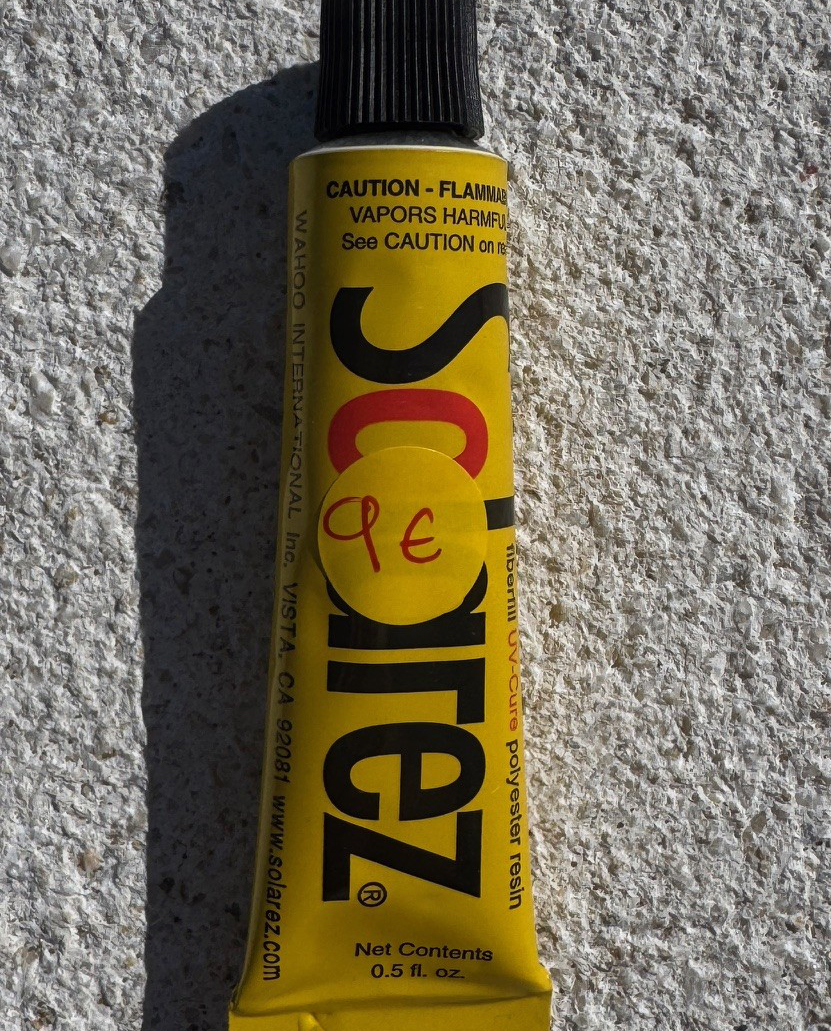 CAUTION - FLAMMAB
VAPORS HARMFUL
See CAUTION on re
Solarez®
9€
fiberfill UV-Cure polyester resin
WAHOO INTERNATIONAL Inc. VISTA, CA 92081 www.solarez.com
Net Contents
0.5 fl. oz.